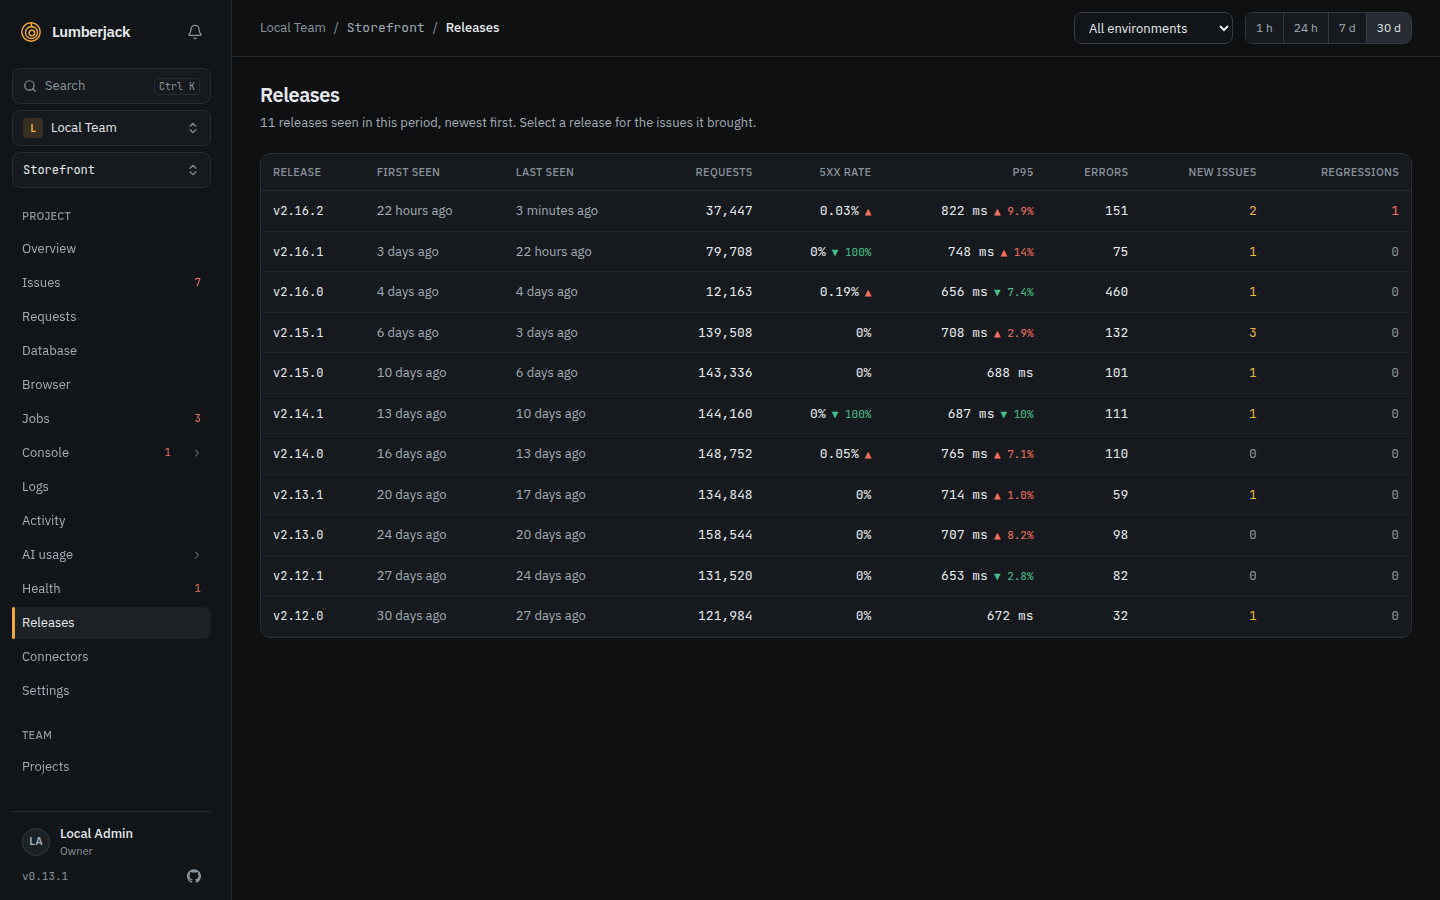 Lumberjack
Search Ctrl K
L Local Team
Storefront
PROJECT
Overview
Issues 7
Requests
Database
Browser
Jobs 3
Console 1
Logs
Activity
AI usage
Health 1
Releases
Connectors
Settings
TEAM
Projects
LA Local Admin
Owner
v0.13.1
Local Team / Storefront / Releases
All environments 1 h 24 h 7 d 30 d
Releases
11 releases seen in this period, newest first. Select a release for the issues it brought.
RELEASE FIRST SEEN LAST SEEN REQUESTS 5XX RATE P95 ERRORS NEW ISSUES REGRESSIONS
v2.16.2 22 hours ago 3 minutes ago 37,447 0.03% ▲ 822 ms ▲ 9.9% 151 2 1
v2.16.1 3 days ago 22 hours ago 79,708 0% ▼ 100% 748 ms ▲ 14% 75 1 0
v2.16.0 4 days ago 4 days ago 12,163 0.19% ▲ 656 ms ▼ 7.4% 460 1 0
v2.15.1 6 days ago 3 days ago 139,508 0% 708 ms ▲ 2.9% 132 3 0
v2.15.0 10 days ago 6 days ago 143,336 0% 688 ms 101 1 0
v2.14.1 13 days ago 10 days ago 144,160 0% ▼ 100% 687 ms ▼ 10% 111 1 0
v2.14.0 16 days ago 13 days ago 148,752 0.05% ▲ 765 ms ▲ 7.1% 110 0 0
v2.13.1 20 days ago 17 days ago 134,848 0% 714 ms ▲ 1.0% 59 1 0
v2.13.0 24 days ago 20 days ago 158,544 0% 707 ms ▲ 8.2% 98 0 0
v2.12.1 27 days ago 24 days ago 131,520 0% 653 ms ▼ 2.8% 82 0 0
v2.12.0 30 days ago 27 days ago 121,984 0% 672 ms 32 1 0